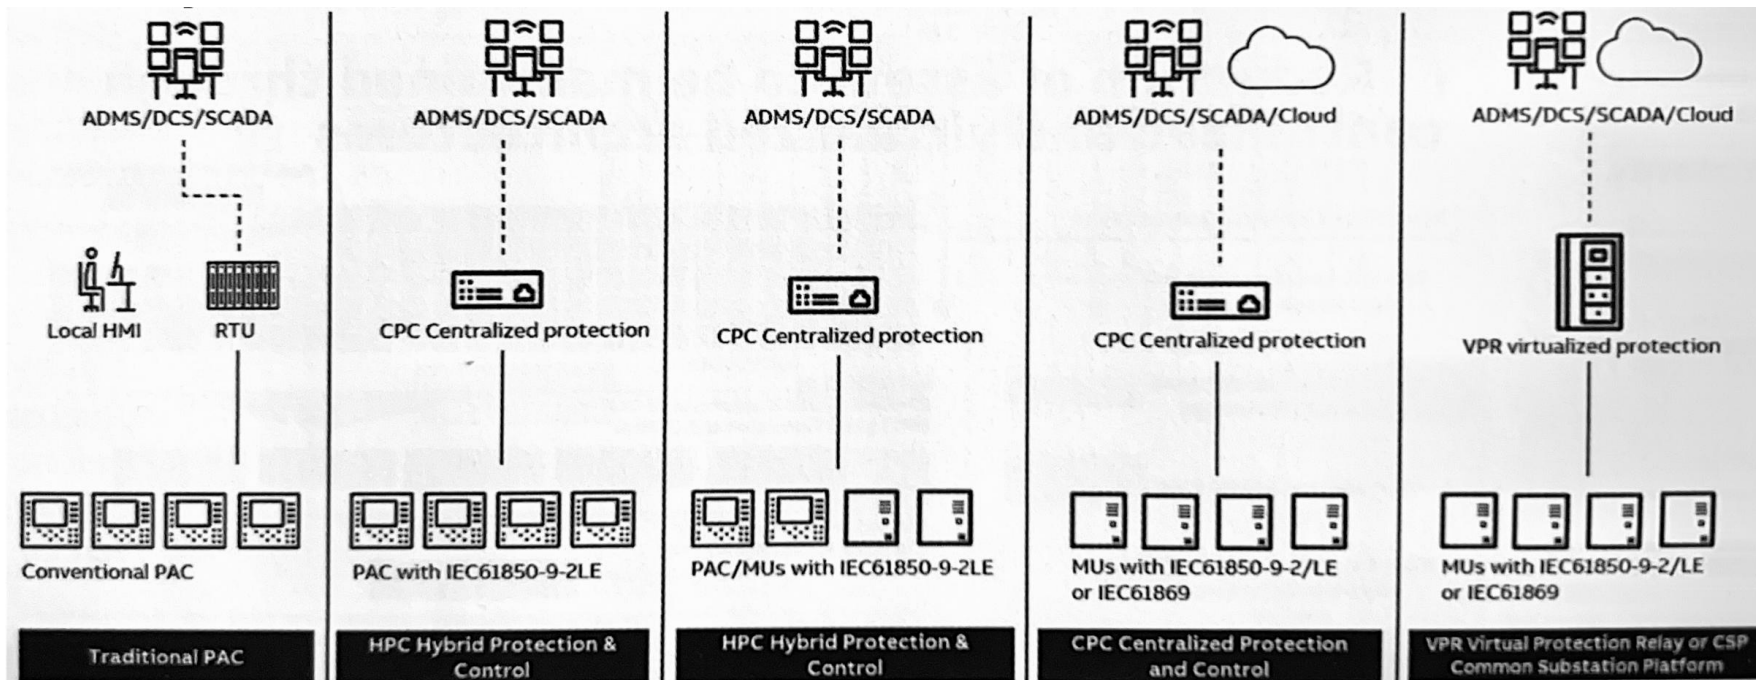 ADMS/DCS/SCADA
Local HMI
RTU
Conventional PAC
Traditional PAC
ADMS/DCS/SCADA
CPC Centralized protection
PAC with IEC61850-9-2LE
HPC Hybrid Protection &
Control
ADMS/DCS/SCADA
CPC Centralized protection
PAC/MUs with IEC61850-9-2LE
HPC Hybrid Protection &
Control
ADMS/DCS/SCADA/Cloud
CPC Centralized protection
MUs with IEC61850-9-2/LE
or IEC61869
CPC Centralized Protection
and Control
ADMS/DCS/SCADA/Cloud
VPR virtualized protection
MUs with IEC61850-9-2/LE
or IEC61869
VPR Virtual Protection Relay or CSP
Common Substation Platform